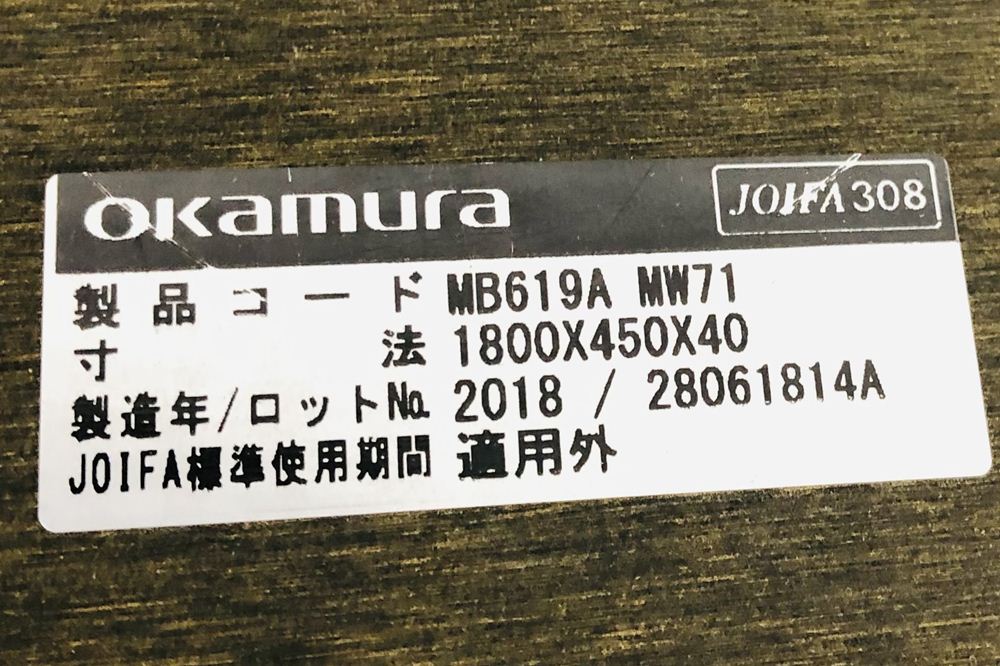 okamura JOIFA308
製品コード MB619A MW71
寸法 1800X450X40
製造年/ロット№ 2018 / 28061814A
JOIFA標準使用期間 適用外